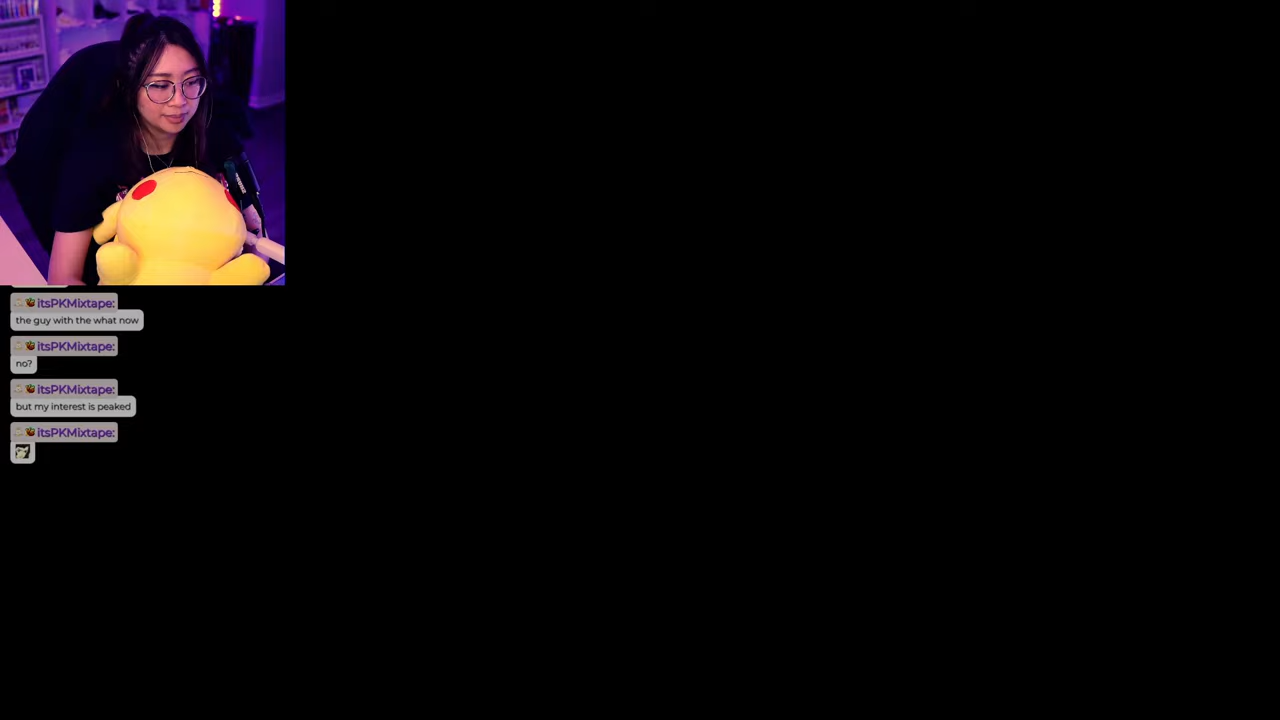 itsPKMixtape:
the guy with the what now
itsPKMixtape:
no?
itsPKMixtape:
but my interest is peaked
itsPKMixtape: